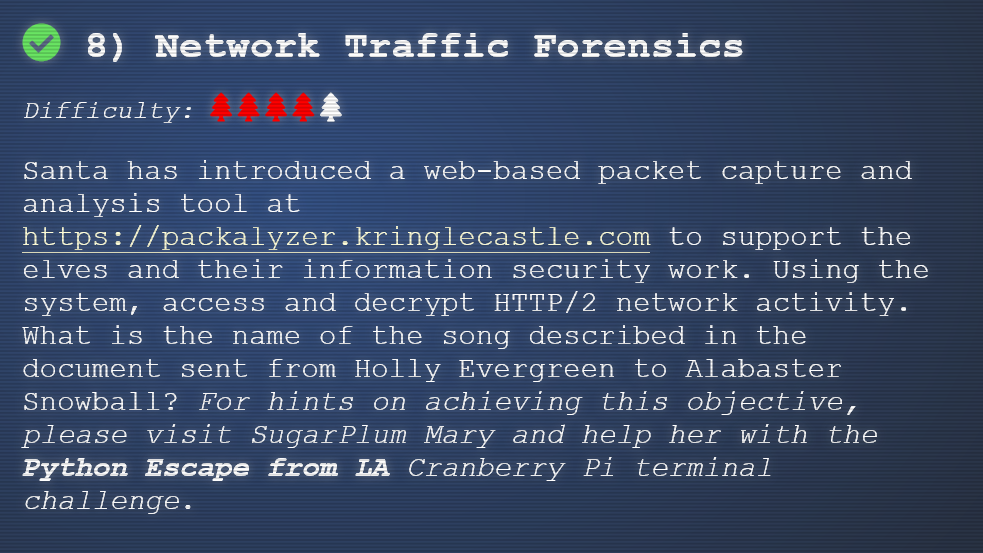 8) Network Traffic Forensics
Difficulty:
Santa has introduced a web-based packet capture and
analysis tool at
https://packalyzer.kringlecastle.com to support the
elves and their information security work. Using the
system, access and decrypt HTTP/2 network activity.
What is the name of the song described in the
document sent from Holly Evergreen to Alabaster
Snowball? For hints on achieving this objective,
please visit SugarPlum Mary and help her with the
Python Escape from LA Cranberry Pi terminal
challenge.